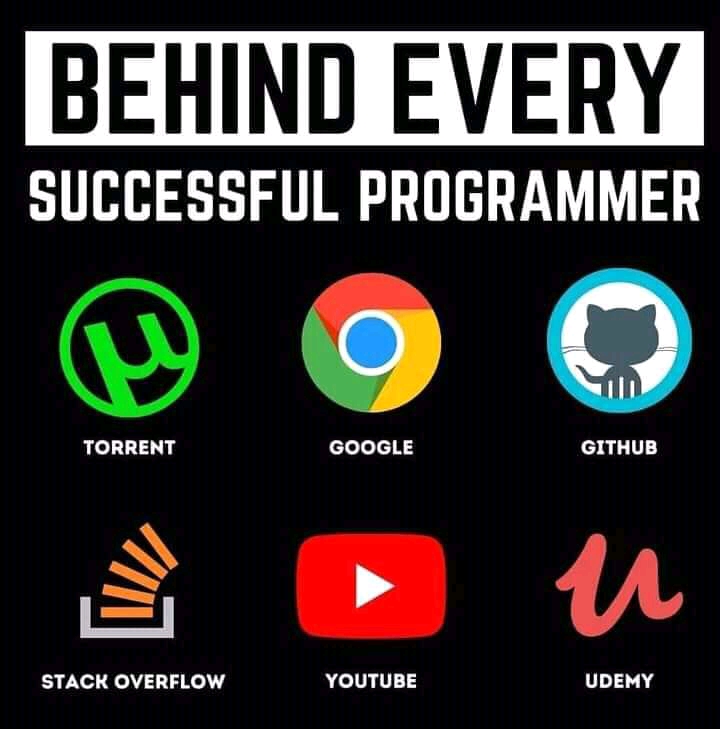 BEHIND EVERY
SUCCESSFUL PROGRAMMER
µ
TORRENT
GOOGLE
GITHUB
STACK OVERFLOW
YOUTUBE
UDEMY